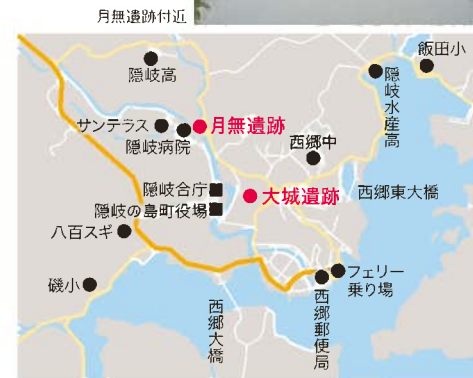 月無遺跡付近
飯田小
隠岐高
隠岐水産高
サンテラス
月無遺跡
隠岐病院
西郷中
隠岐合庁
大城遺跡
西郷東大橋
隠岐の島町役場
八百スギ
フェリー
乗り場
磯小
西郷大橋
西郷郵便局